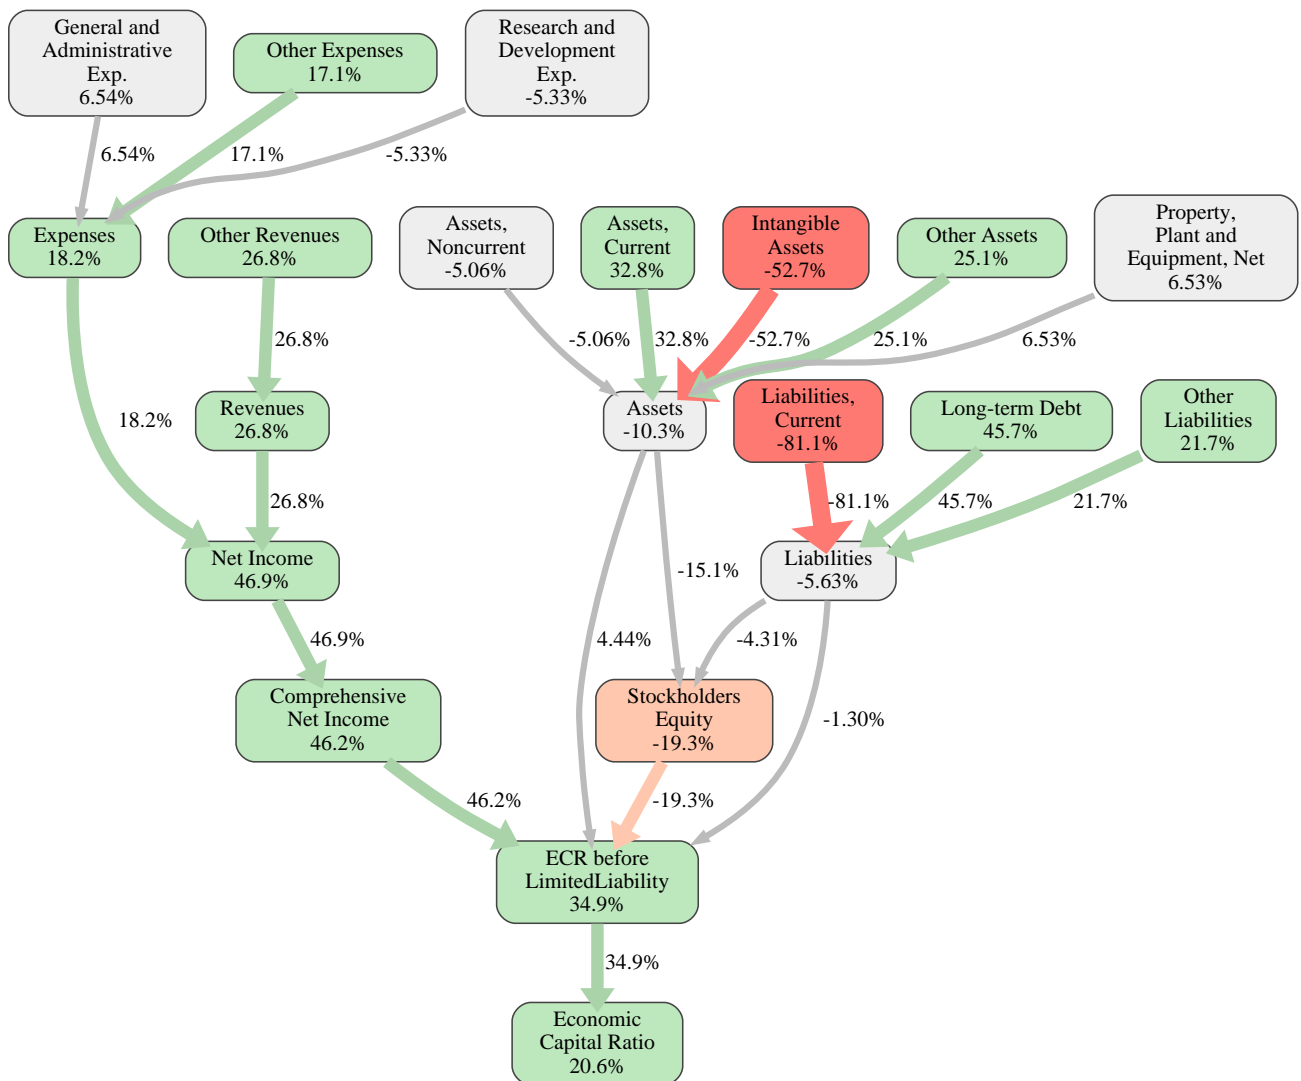 General and
Administrative
Exp.
6.54%
Other Expenses
17.1%
Research and
Development
Exp.
-5.33%
6.54%
17.1%
-5.33%
Expenses
18.2%
Other Revenues
26.8%
Assets,
Noncurrent
-5.06%
Assets,
Current
32.8%
Intangible
Assets
-52.7%
Other Assets
25.1%
Property,
Plant and
Equipment, Net
6.53%
26.8%
-5.06%
32.8%
-52.7%
25.1%
6.53%
18.2%
Revenues
26.8%
Assets
-10.3%
Liabilities,
Current
-81.1%
Long-term Debt
45.7%
Other
Liabilities
21.7%
26.8%
-81.1%
45.7%
21.7%
Net Income
46.9%
-15.1%
Liabilities
-5.63%
46.9%
4.44%
-4.31%
Comprehensive
Net Income
46.2%
Stockholders
Equity
-19.3%
-1.30%
46.2%
-19.3%
ECR before
LimitedLiability
34.9%
34.9%
Economic
Capital Ratio
20.6%